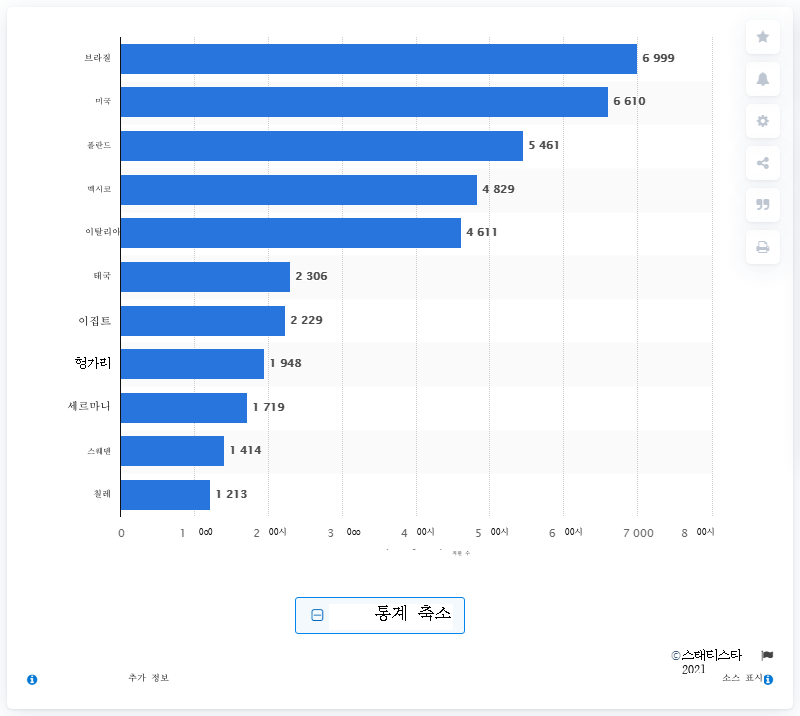 브라질 6 999
미국 6 610
폴란드 5 461
멕시코 4 829
이탈리아 4 611
태국 2 306
이집트 2 229
헝가리 1 948
세르마니 1 719
스웨덴 1 414
칠레 1 213
0 1 0c0 2 00시 3 0∞ 4 00시 5 00시 6 00시 7 000 8 00시
직원 수
통계 축소
©스태티스타
2021
추가 정보 소스 표시